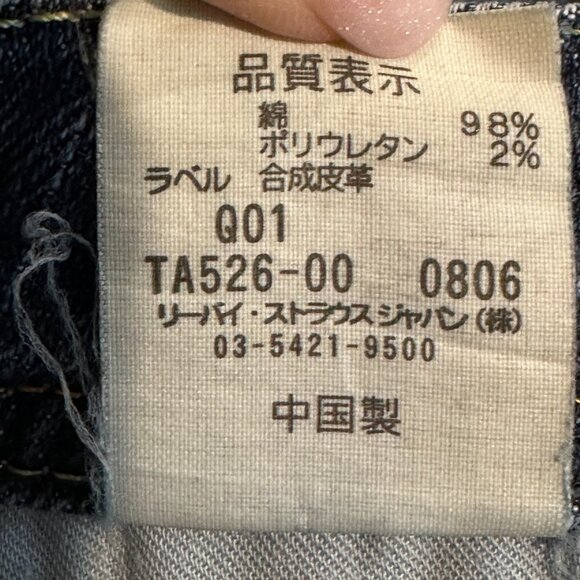 品質表示
綿 98%
ポリウレタン 2%
ラベル 合成皮革
Q01
TA526-00 0806
リーバイ・ストラウスジャパン(株)
03-5421-9500
中国製